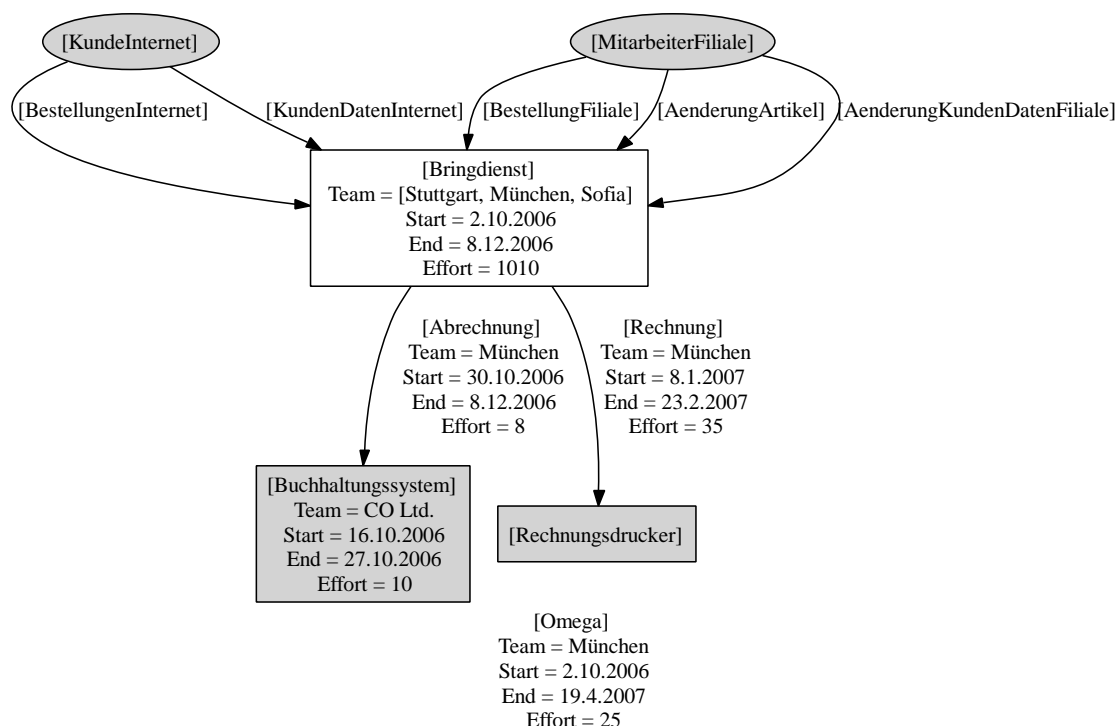 [KundeInternet]
[MitarbeiterFiliale]
[BestellungenInternet]
[KundenDatenInternet]
[BestellungFiliale]
[AenderungArtikel]
[AenderungKundenDatenFiliale]
[Bringdienst]
Team = [Stuttgart, München, Sofia]
Start = 2.10.2006
End = 8.12.2006
Effort = 1010
[Abrechnung]
Team = München
Start = 30.10.2006
End = 8.12.2006
Effort = 8
[Rechnung]
Team = München
Start = 8.1.2007
End = 23.2.2007
Effort = 35
[Buchhaltungssystem]
Team = CO Ltd.
Start = 16.10.2006
End = 27.10.2006
Effort = 10
[Rechnungsdrucker]
[Omega]
Team = München
Start = 2.10.2006
End = 19.4.2007
Effort = 25